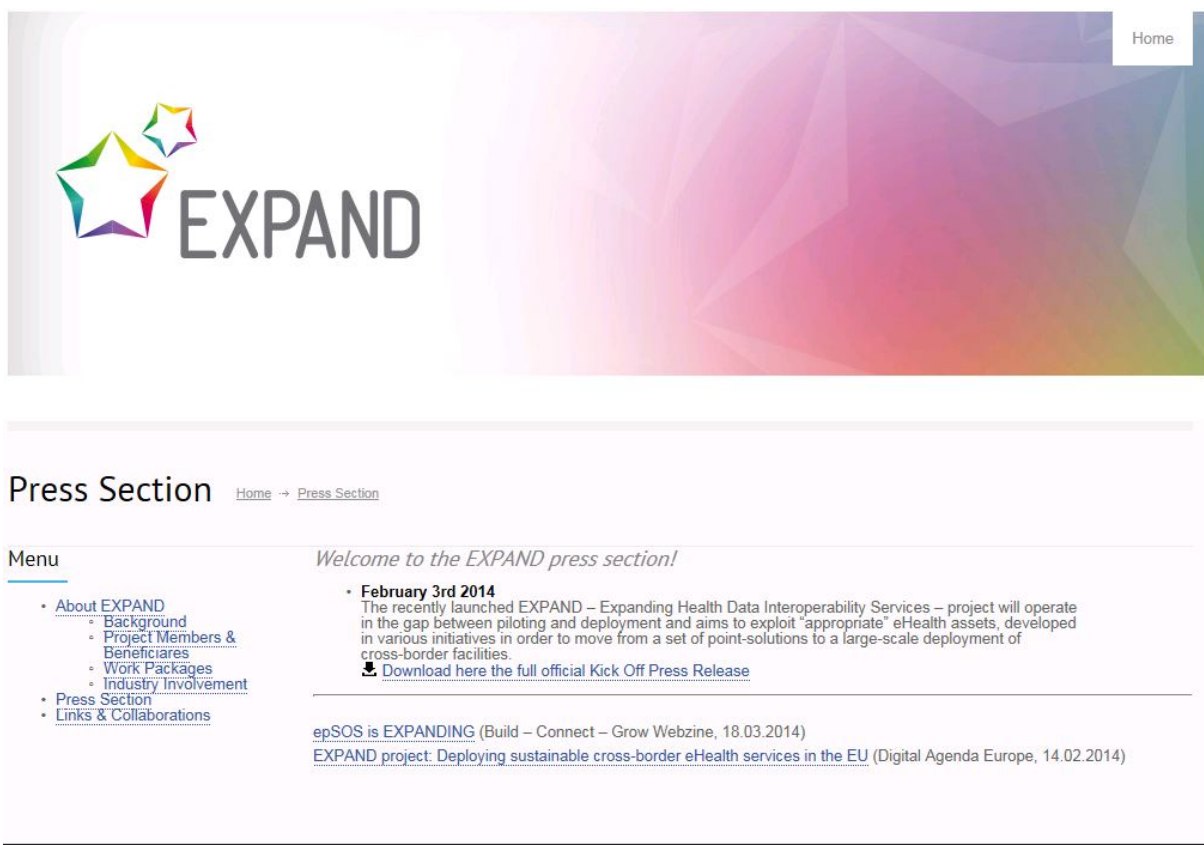 Home
EXPAND
Press Section
Home → Press Section
Menu
• About EXPAND
◦ Background
◦ Project Members &
Beneficiares
◦ Work Packages
◦ Industry Involvement
• Press Section
• Links & Collaborations
Welcome to the EXPAND press section!
• February 3rd 2014
The recently launched EXPAND – Expanding Health Data Interoperability Services – project will operate
in the gap between piloting and deployment and aims to exploit “appropriate” eHealth assets, developed
in various initiatives in order to move from a set of point-solutions to a large-scale deployment of
cross-border facilities.
Download here the full official Kick Off Press Release
epSOS is EXPANDING (Build – Connect – Grow Webzine, 18.03.2014)
EXPAND project: Deploying sustainable cross-border eHealth services in the EU (Digital Agenda Europe, 14.02.2014)